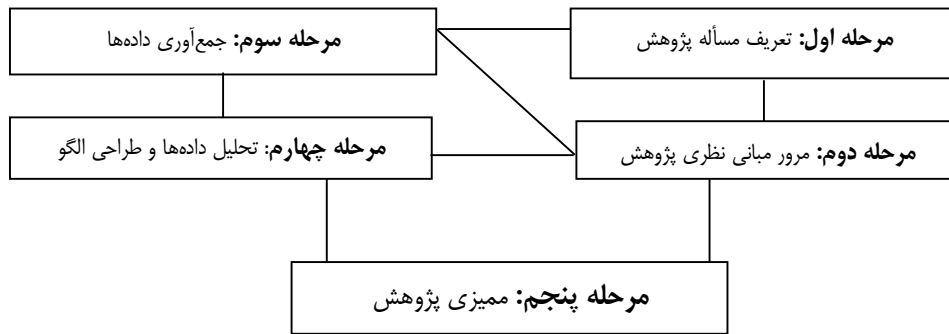 مرحله اول: تعریف مسأله پژوهش
مرحله سوم: جمع‌آوری داده‌ها
مرحله دوم: مرور مبانی نظری پژوهش
مرحله چهارم: تحلیل داده‌ها و طراحی الگو
مرحله پنجم: ممیزی پژوهش